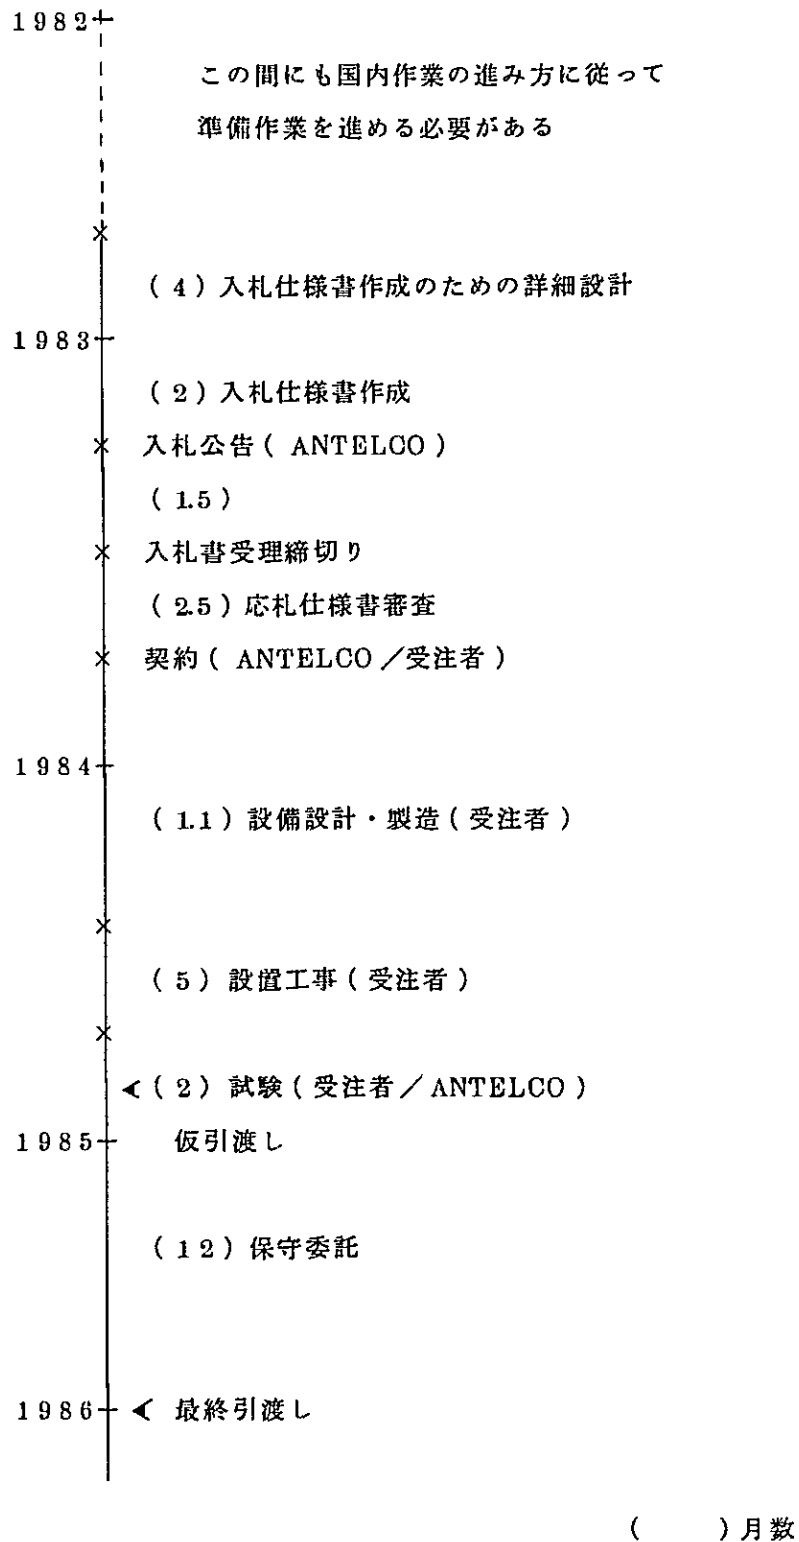 1982
この間にも国内作業の進み方に従って
準備作業を進める必要がある
(4)入札仕様書作成のための詳細設計
1983
(2)入札仕様書作成
入札公告( ANTELCO )
(1.5)
入札書受理締切り
(2.5)応札仕様書審査
契約( ANTELCO /受注者)
1984
(1.1)設備設計・製造(受注者)
(5)設置工事(受注者)
(2)試験(受注者/ANTELCO)
1985 仮引渡し
(12)保守委託
1986 最終引渡し
( )月数